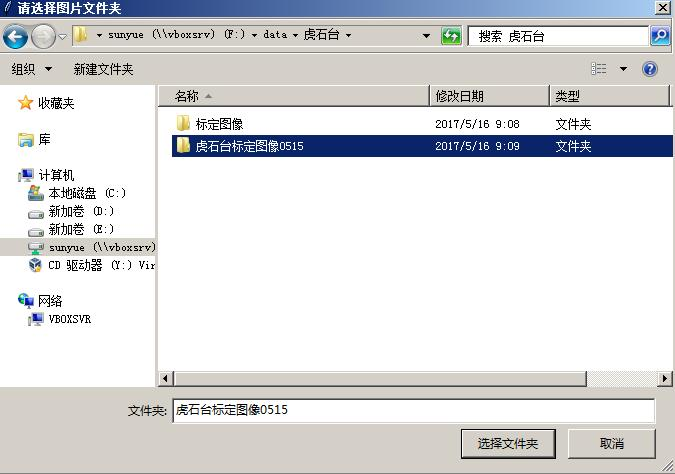 请选择图片文件夹
sunyue (\\vboxsrv) (F:) data 虎石台
搜索 虎石台
组织 新建文件夹
收藏夹
库
计算机
本地磁盘 (C:)
新加卷 (D:)
新加卷 (E:)
sunyue (\\vboxsrv)
CD 驱动器 (Y:) Vir
网络
VBOXSVR
名称 修改日期 类型
标定图像 2017/5/16 9:08 文件夹
虎石台标定图像0515 2017/5/16 9:09 文件夹
文件夹: 虎石台标定图像0515
选择文件夹 取消